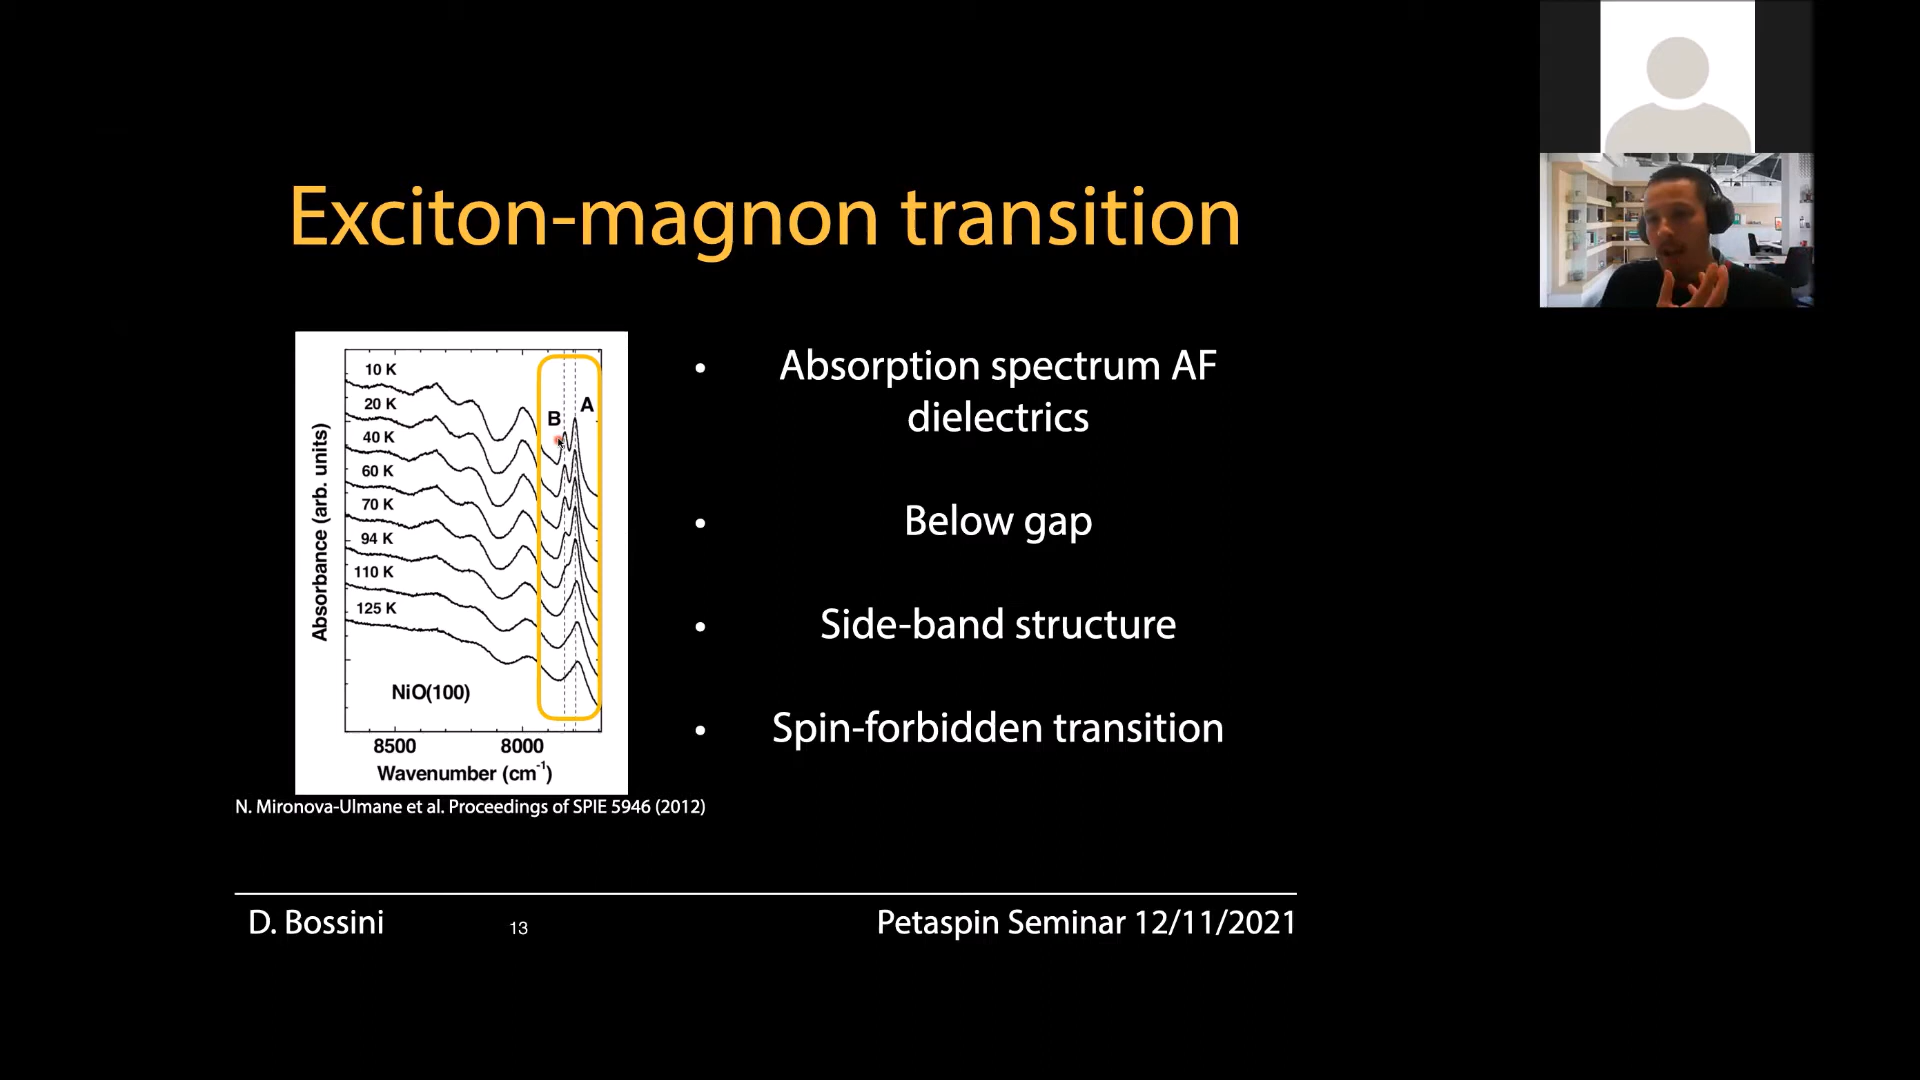 Exciton-magnon transition
10 K
20 K
40 K
60 K
70 K
94 K
110 K
125 K
B
A
Absorbance (arb. units)
NiO(100)
8500
8000
Wavenumber (cm-1)
N. Mironova-Ulmane et al. Proceedings of SPIE 5946 (2012)
• Absorption spectrum AF
dielectrics
• Below gap
• Side-band structure
• Spin-forbidden transition
D. Bossini
13
Petaspin Seminar 12/11/2021